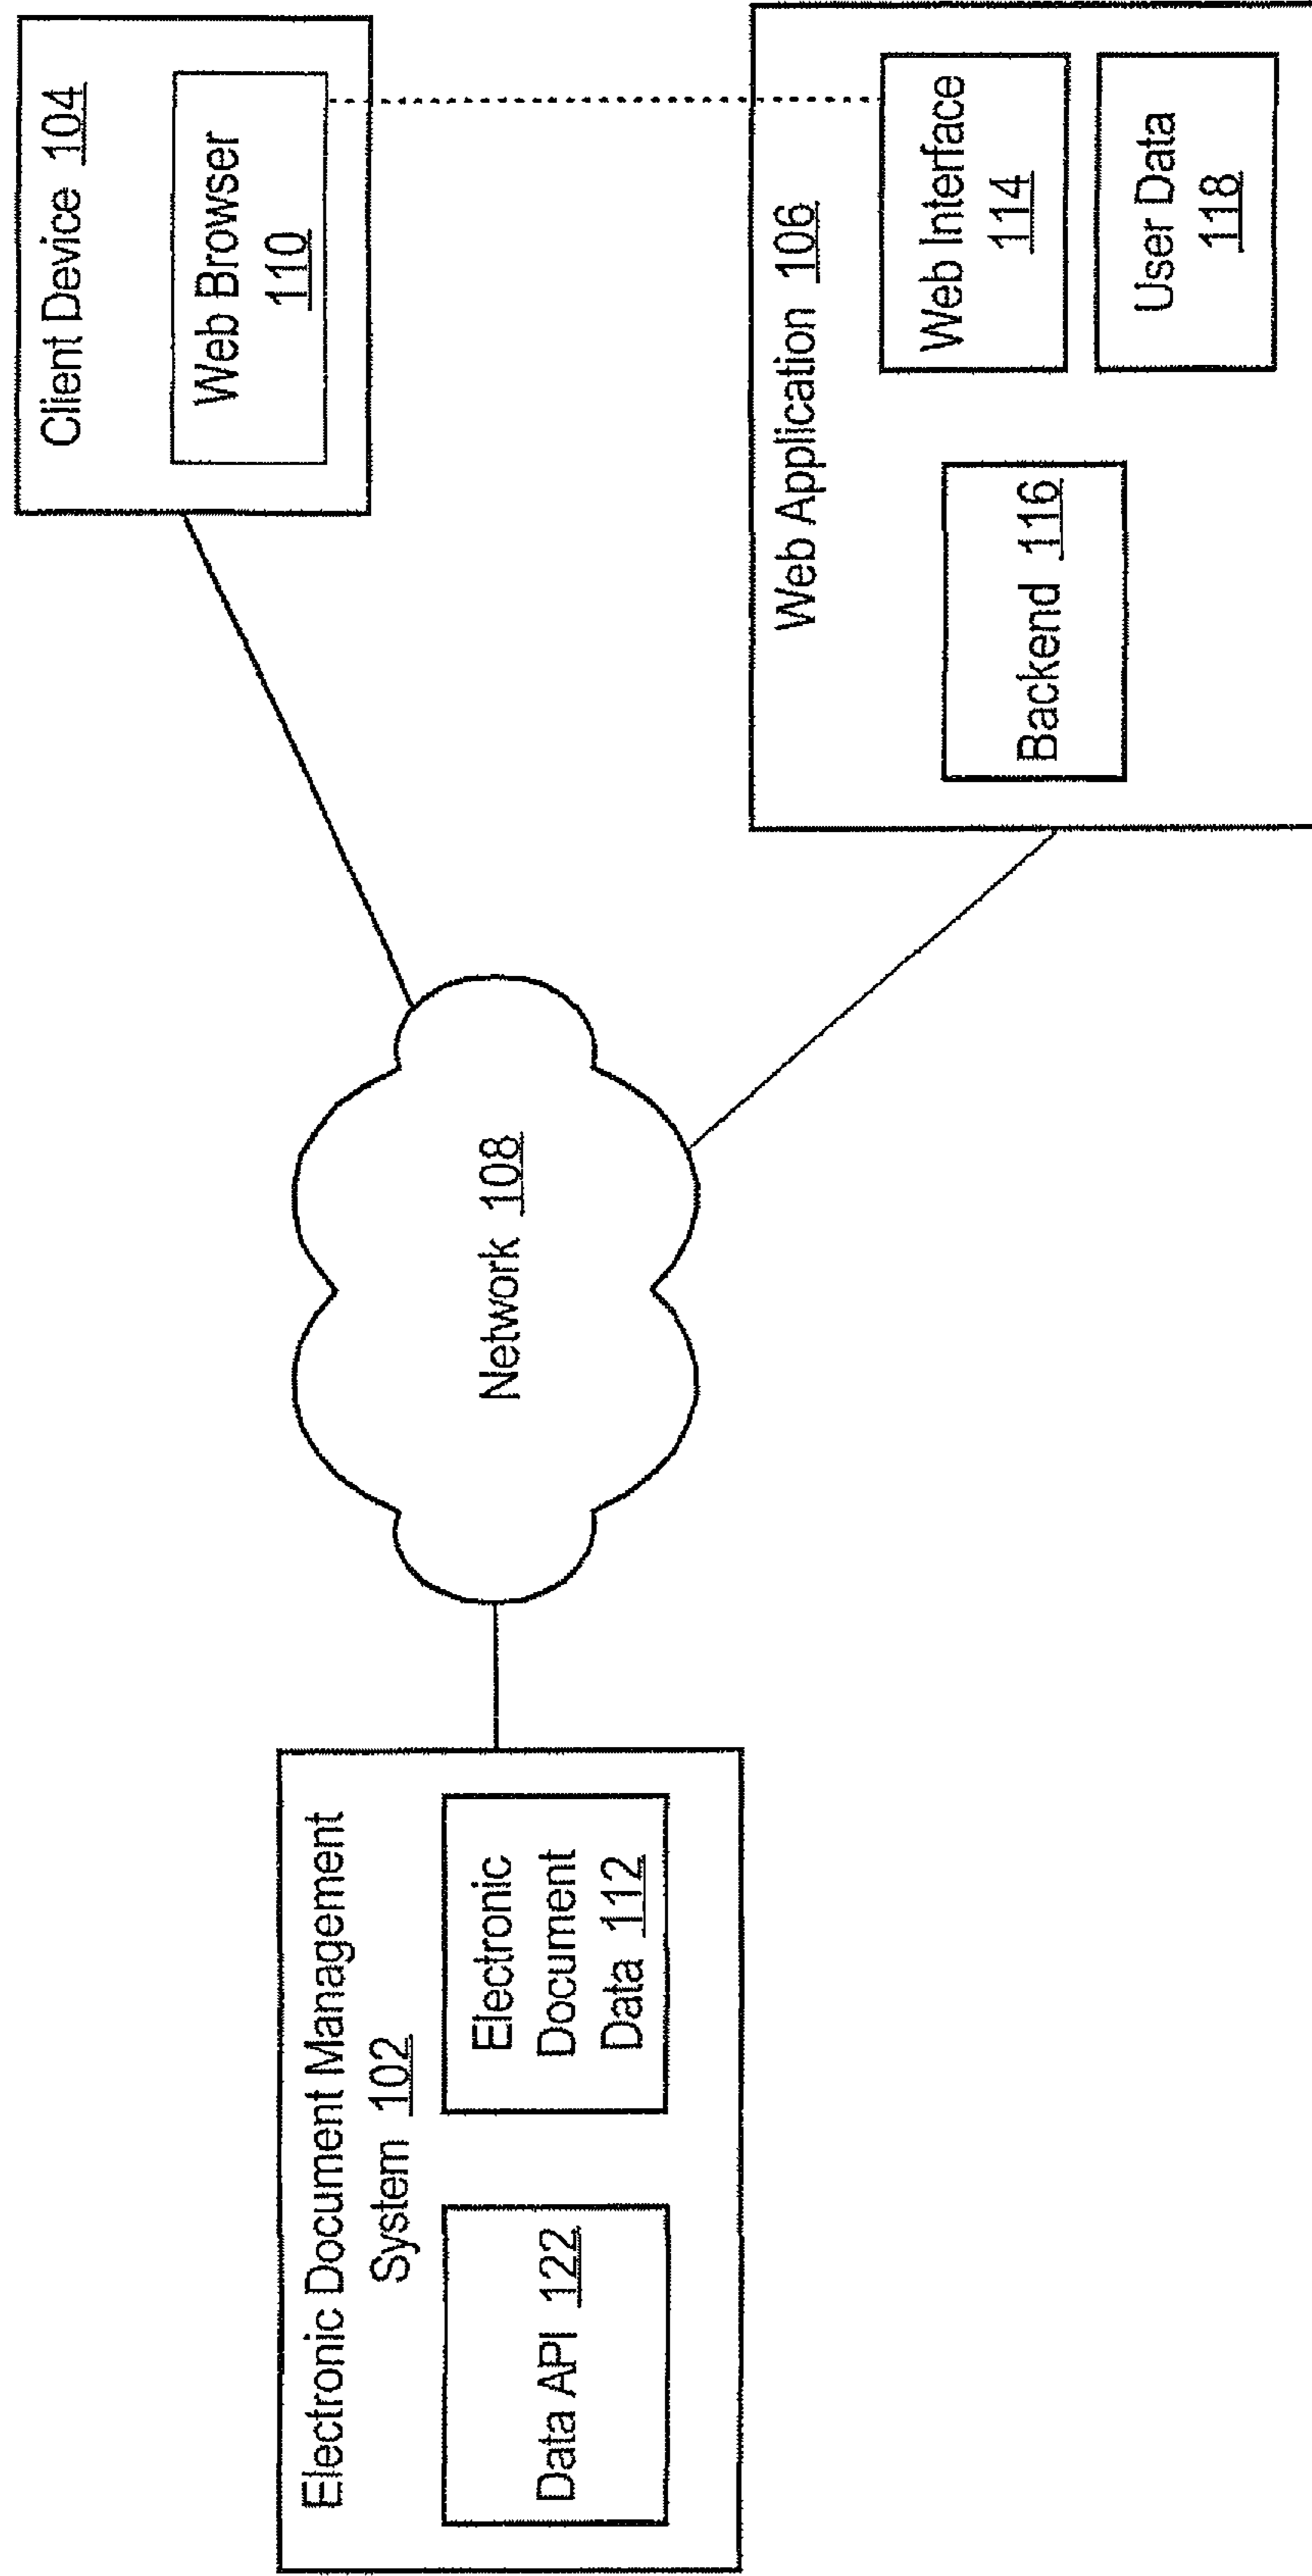 Electronic Document Management
System 102
Data API 122
Electronic
Document
Data 112
Network 108
Client Device 104
Web Browser
110
Web Application 106
Backend 116
Web Interface
114
User Data
118